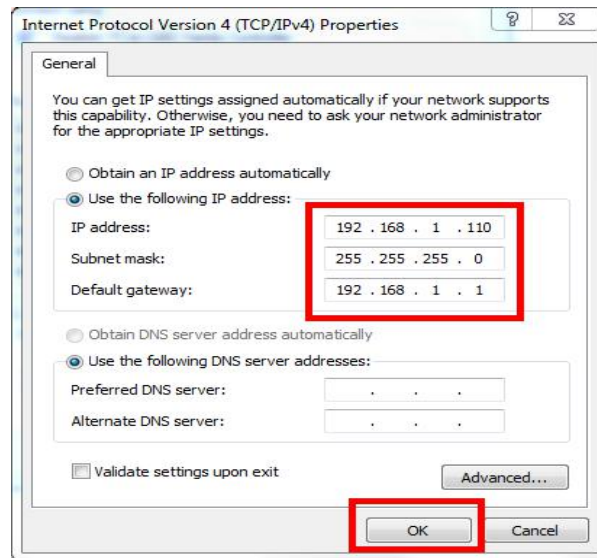 Internet Protocol Version 4 (TCP/IPv4) Properties
General
You can get IP settings assigned automatically if your network supports
this capability. Otherwise, you need to ask your network administrator
for the appropriate IP settings.
Obtain an IP address automatically
Use the following IP address:
IP address: 192 . 168 . 1 . 110
Subnet mask: 255 . 255 . 255 . 0
Default gateway: 192 . 168 . 1 . 1
Obtain DNS server address automatically
Use the following DNS server addresses:
Preferred DNS server: . . .
Alternate DNS server: . . .
Validate settings upon exit
Advanced...
OK Cancel